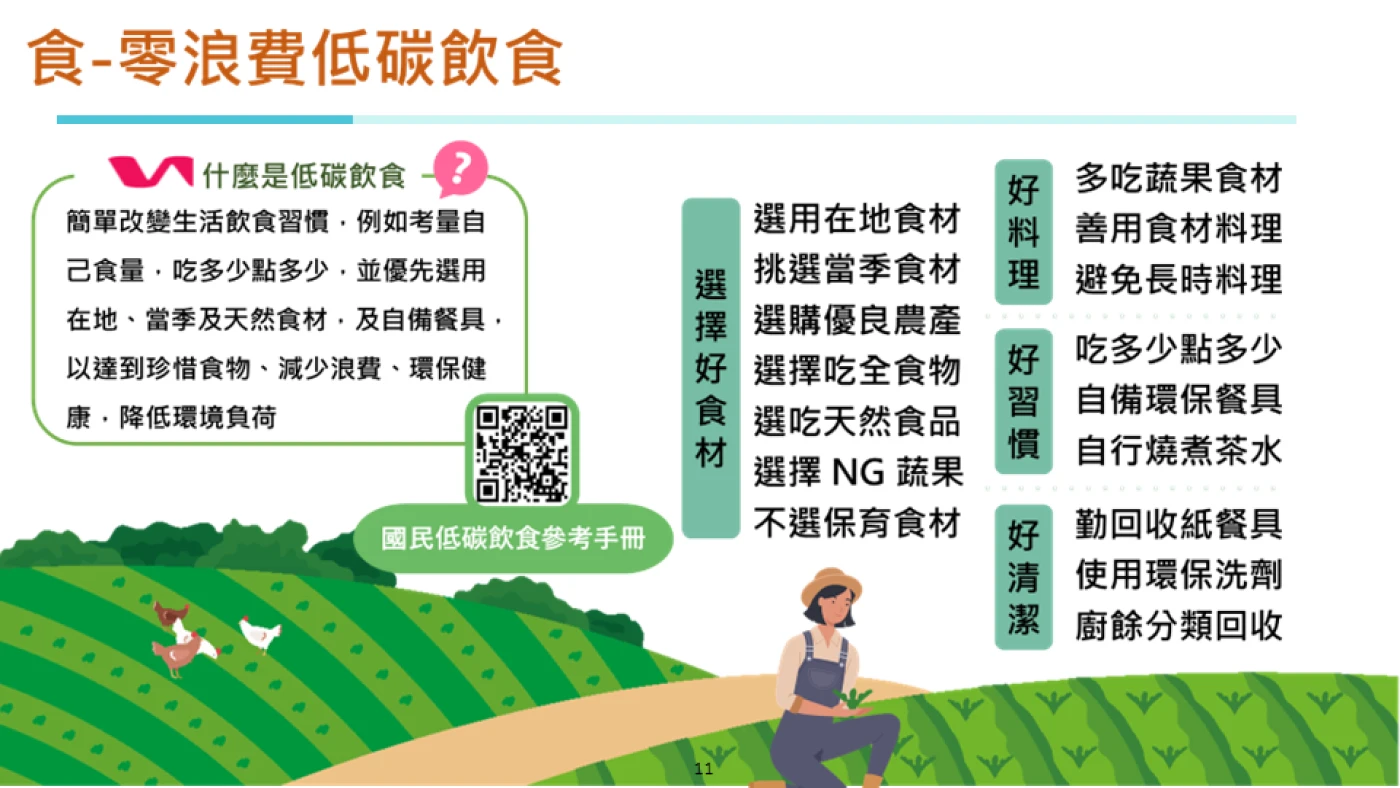 食-零浪費低碳飲食
什麼是低碳飲食
?
簡單改變生活飲食習慣，例如考量自
己食量，吃多少點多少，並優先選用
在地、當季及天然食材，及自備餐具，
以達到珍惜食物、減少浪費、環保健
康，降低環境負荷
國民低碳飲食參考手冊
選擇好食材
選用在地食材
挑選當季食材
選購優良農產
選擇吃全食物
選吃天然食品
選擇 NG 蔬果
不選保育食材
好料理
多吃蔬果食材
善用食材料理
避免長時料理
好習慣
吃多少點多少
自備環保餐具
自行燒煮茶水
好清潔
勤回收紙餐具
使用環保洗劑
廚餘分類回收
11